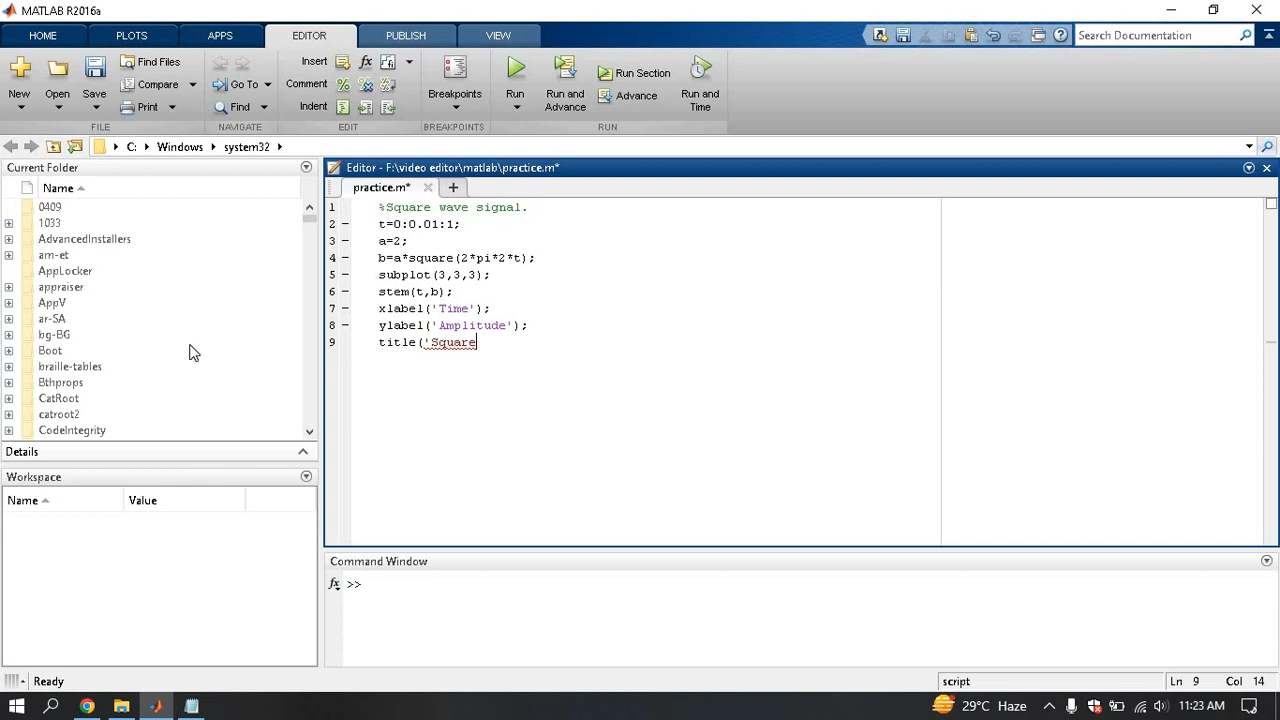 MATLAB R2016a
HOME PLOTS APPS EDITOR PUBLISH VIEW Search Documentation
New Open Save Find Files Compare Print Go To Find Insert Comment Indent Breakpoints Run Run and Advance Run Section Advance Run and Time
FILE NAVIGATE EDIT BREAKPOINTS RUN
C: Windows system32
Current Folder
Name
0409
1033
AdvancedInstallers
am-et
AppLocker
appraiser
AppV
ar-SA
bg-BG
Boot
braille-tables
Bthprops
CatRoot
catroot2
CodeIntegrity
Details
Workspace
Name Value
Editor - F:\video editor\matlab\practice.m*
practice.m*
1 %Square wave signal.
2 t=0:0.01:1;
3 a=2;
4 b=a*square(2*pi*2*t);
5 subplot(3,3,3);
6 stem(t,b);
7 xlabel('Time');
8 ylabel('Amplitude');
9 title('Square
Command Window
fx >>
Ready script Ln 9 Col 14
29°C Haze 11:23 AM